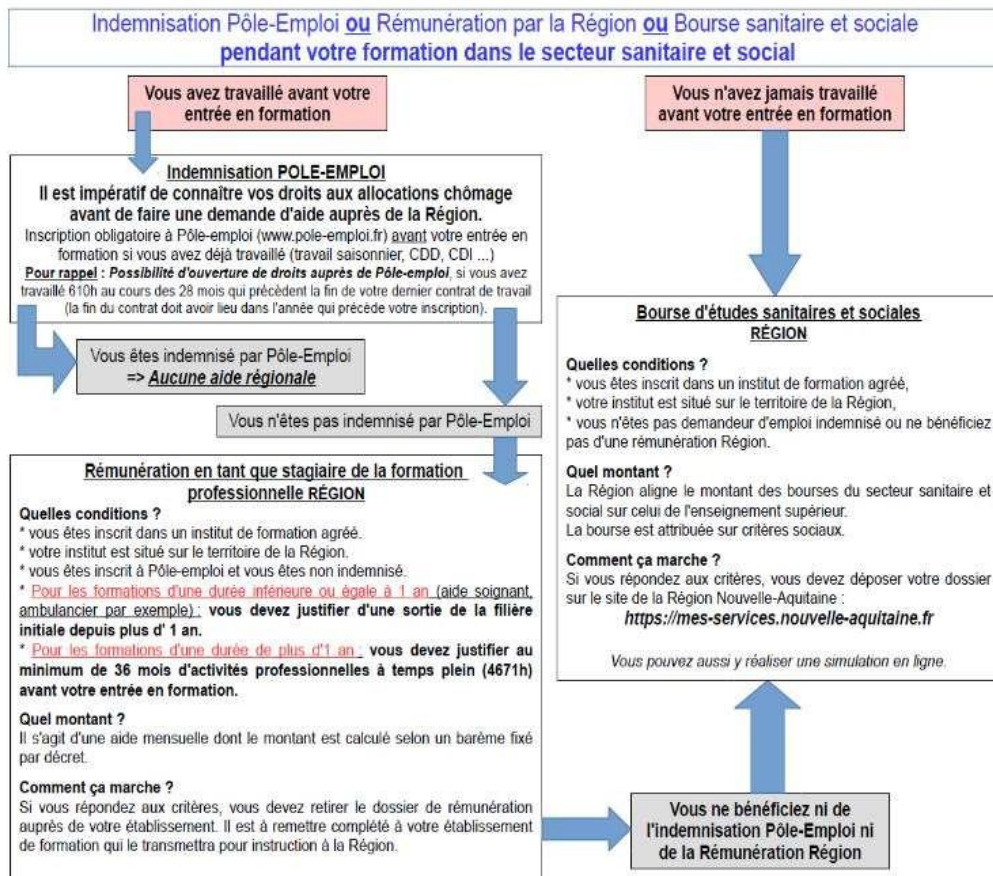 Indemnisation Pôle-Emploi ou Rémunération par la Région ou Bourse sanitaire et sociale
pendant votre formation dans le secteur sanitaire et social
Vous avez travaillé avant votre
entrée en formation
Vous n'avez jamais travaillé
avant votre entrée en formation
Indemnisation POLE-EMPLOI
Il est impératif de connaître vos droits aux allocations chômage
avant de faire une demande d'aide auprès de la Région.
Inscription obligatoire à Pôle-emploi (www.pole-emploi.fr) avant votre entrée en
formation si vous avez déjà travaillé (travail saisonnier, CDD, CDI ...)
Pour rappel : Possibilité d'ouverture de droits auprès de Pôle-emploi, si vous avez
travaillé 610h au cours des 28 mois qui précèdent la fin de votre dernier contrat de travail
(la fin du contrat doit avoir lieu dans l'année qui précède votre inscription).
Vous êtes indemnisé par Pôle-Emploi
=> Aucune aide régionale
Vous n'êtes pas indemnisé par Pôle-Emploi
Rémunération en tant que stagiaire de la formation
professionnelle RÉGION
Quelles conditions ?
* vous êtes inscrit dans un institut de formation agréé.
* votre institut est situé sur le territoire de la Région.
* vous êtes inscrit à Pôle-emploi et vous êtes non indemnisé.
* Pour les formations d'une durée inférieure ou égale à 1 an (aide soignant,
ambulancier par exemple) : vous devez justifier d'une sortie de la filière
initiale depuis plus d' 1 an.
* Pour les formations d'une durée de plus d'1 an : vous devez justifier au
minimum de 36 mois d'activités professionnelles à temps plein (4671h)
avant votre entrée en formation.
Quel montant ?
Il s'agit d'une aide mensuelle dont le montant est calculé selon un barême fixé
par décret.
Comment ça marche ?
Si vous répondez aux critères, vous devez retirer le dossier de rémunération
auprès de votre établissement. Il est à remettre complété à votre établissement
de formation qui le transmettra pour instruction à la Région.
Bourse d'études sanitaires et sociales
RÉGION
Quelles conditions ?
* vous êtes inscrit dans un institut de formation agréé,
* votre institut est situé sur le territoire de la Région,
* vous n'êtes pas demandeur d'emploi indemnisé ou ne bénéficiez
pas d'une rémunération Région.
Quel montant ?
La Région aligne le montant des bourses du secteur sanitaire et
social sur celui de l'enseignement supérieur.
La bourse est attribuée sur critères sociaux.
Comment ça marche ?
Si vous répondez aux critères, vous devez déposer votre dossier
sur le site de la Région Nouvelle-Aquitaine :
https://mes-services.nouvelle-aquitaine.fr
Vous pouvez aussi y réaliser une simulation en ligne.
Vous ne bénéficiez ni de
l'indemnisation Pôle-Emploi ni
de la Rémunération Région